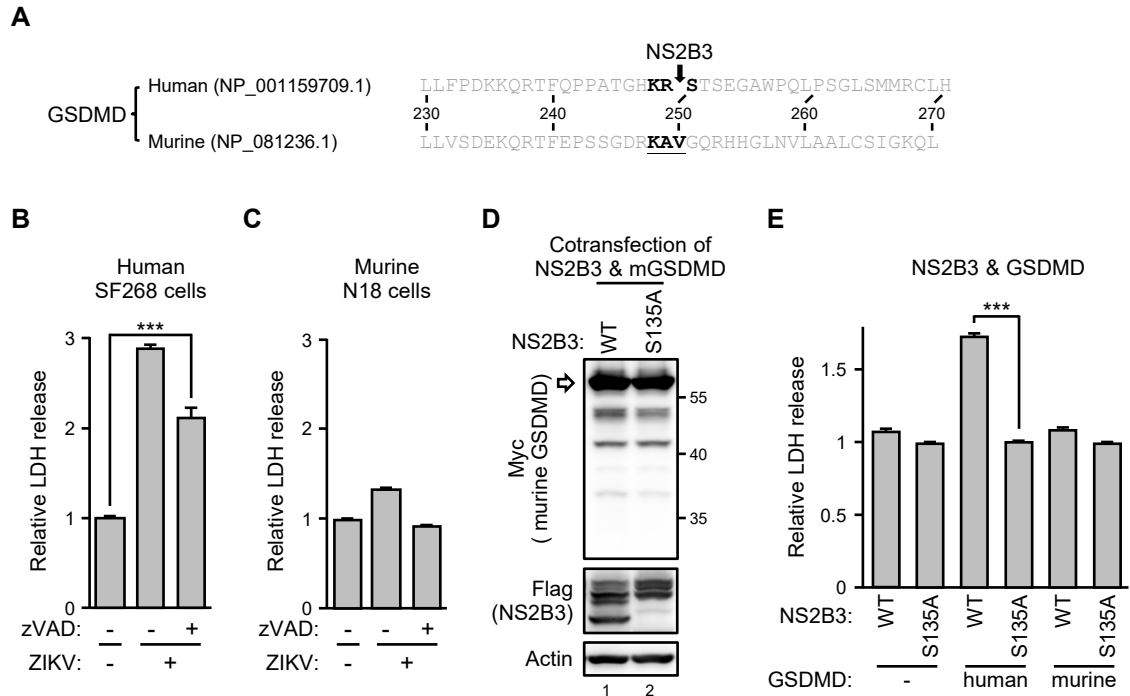 A
NS2B3
Human (NP_001159709.1) LLFPDKKQRTFQPPATGHKRSTSEGAWPQLPSGLSMMRCLH
GSDMD
230 240 250 260 270
Murine (NP_081236.1) LLVSDEKQRTFEPSSGDRKAVGQRHHGLNVLAALCSIGKQL
B
Human
SF268 cells
***
Relative LDH release
3
2
1
0
zVAD: - - +
ZIKV: - +
C
Murine
N18 cells
Relative LDH release
3
2
1
0
zVAD: - - +
ZIKV: - +
D
Cotransfection of
NS2B3 & mGSDMD
NS2B3: WT S135A
Myc
( murine GSDMD)
55
40
35
Flag
(NS2B3)
Actin
1 2
E
NS2B3 & GSDMD
***
Relative LDH release
1.5
1
0.5
0
NS2B3: WT S135A WT S135A WT S135A
GSDMD: - human murine